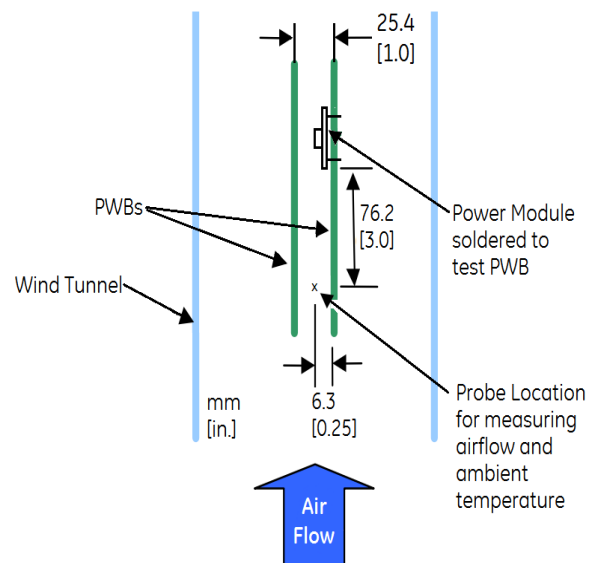 25.4
[1.0]
PWBs
76.2
[3.0]
Power Module
soldered to
test PWB
Wind Tunnel
x
mm
[in.]
6.3
[0.25]
Probe Location
for measuring
airflow and
ambient
temperature
Air
Flow